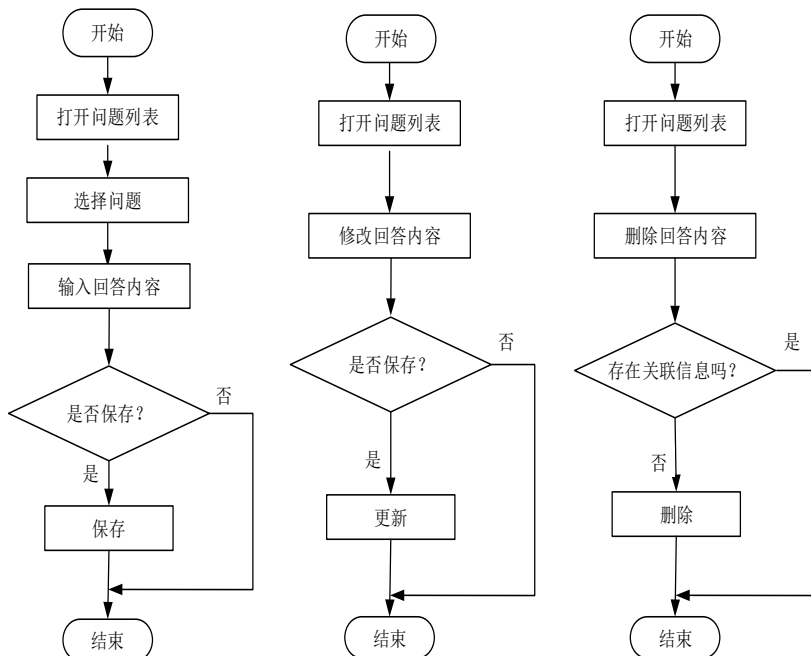 开始
打开问题列表
选择问题
输入回答内容
是否保存？
否
是
保存
结束
开始
打开问题列表
修改回答内容
是否保存？
否
是
更新
结束
开始
打开问题列表
删除回答内容
存在关联信息吗？
是
否
删除
结束